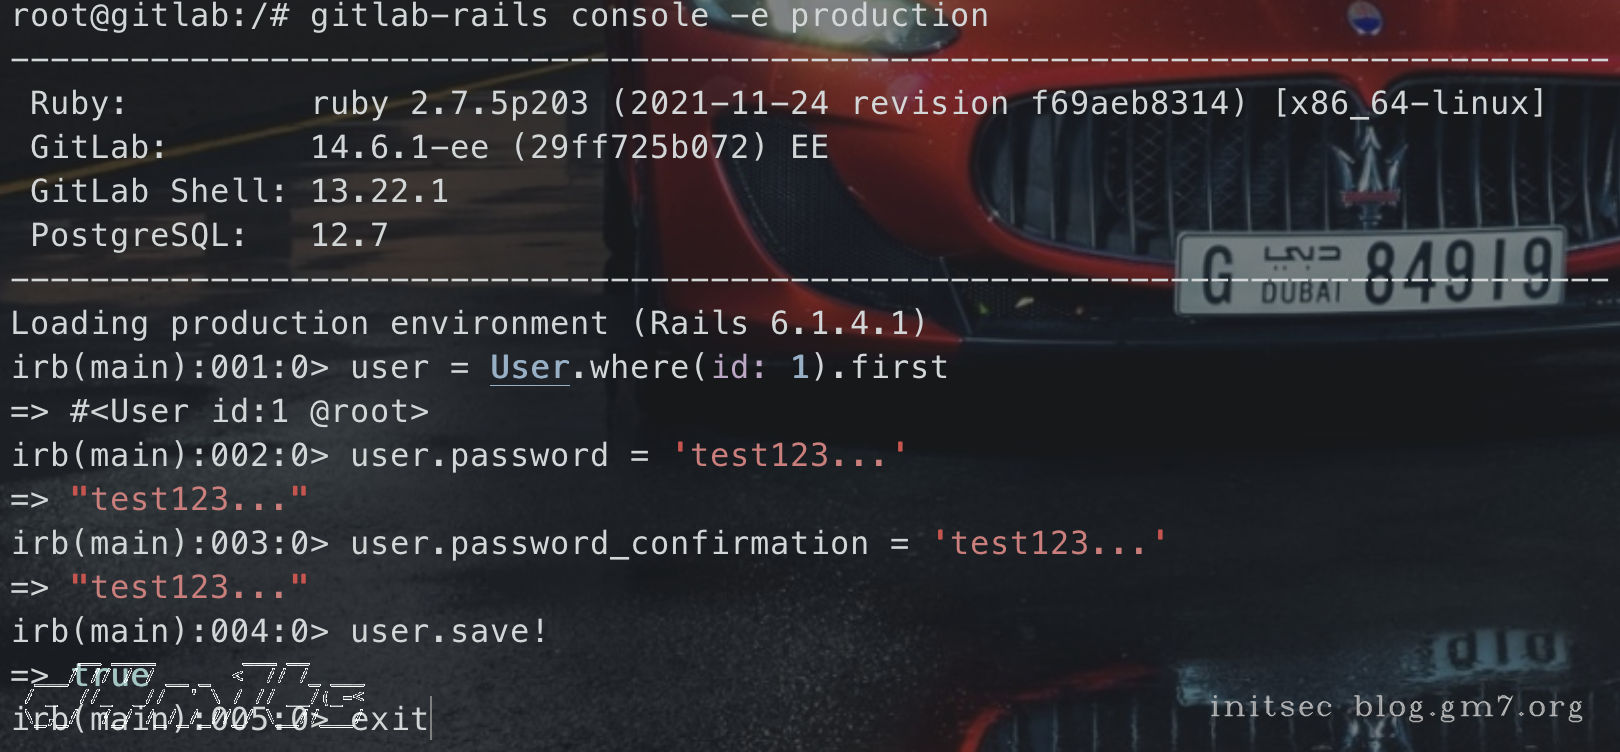 root@gitlab:/# gitlab-rails console -e production
--------------------------------------------------------------------------------
Ruby: ruby 2.7.5p203 (2021-11-24 revision f69aeb8314) [x86_64-linux]
GitLab: 14.6.1-ee (29ff725b072) EE
GitLab Shell: 13.22.1
PostgreSQL: 12.7
--------------------------------------------------------------------------------
G دبي DUBAI 84919
Loading production environment (Rails 6.1.4.1)
irb(main):001:0> user = User.where(id: 1).first
=> #<User id:1 @root>
irb(main):002:0> user.password = 'test123...'
=> "test123..."
irb(main):003:0> user.password_confirmation = 'test123...'
=> "test123..."
irb(main):004:0> user.save!
=> true
irb(main):005:0> exit
initsec blog.gm7.org